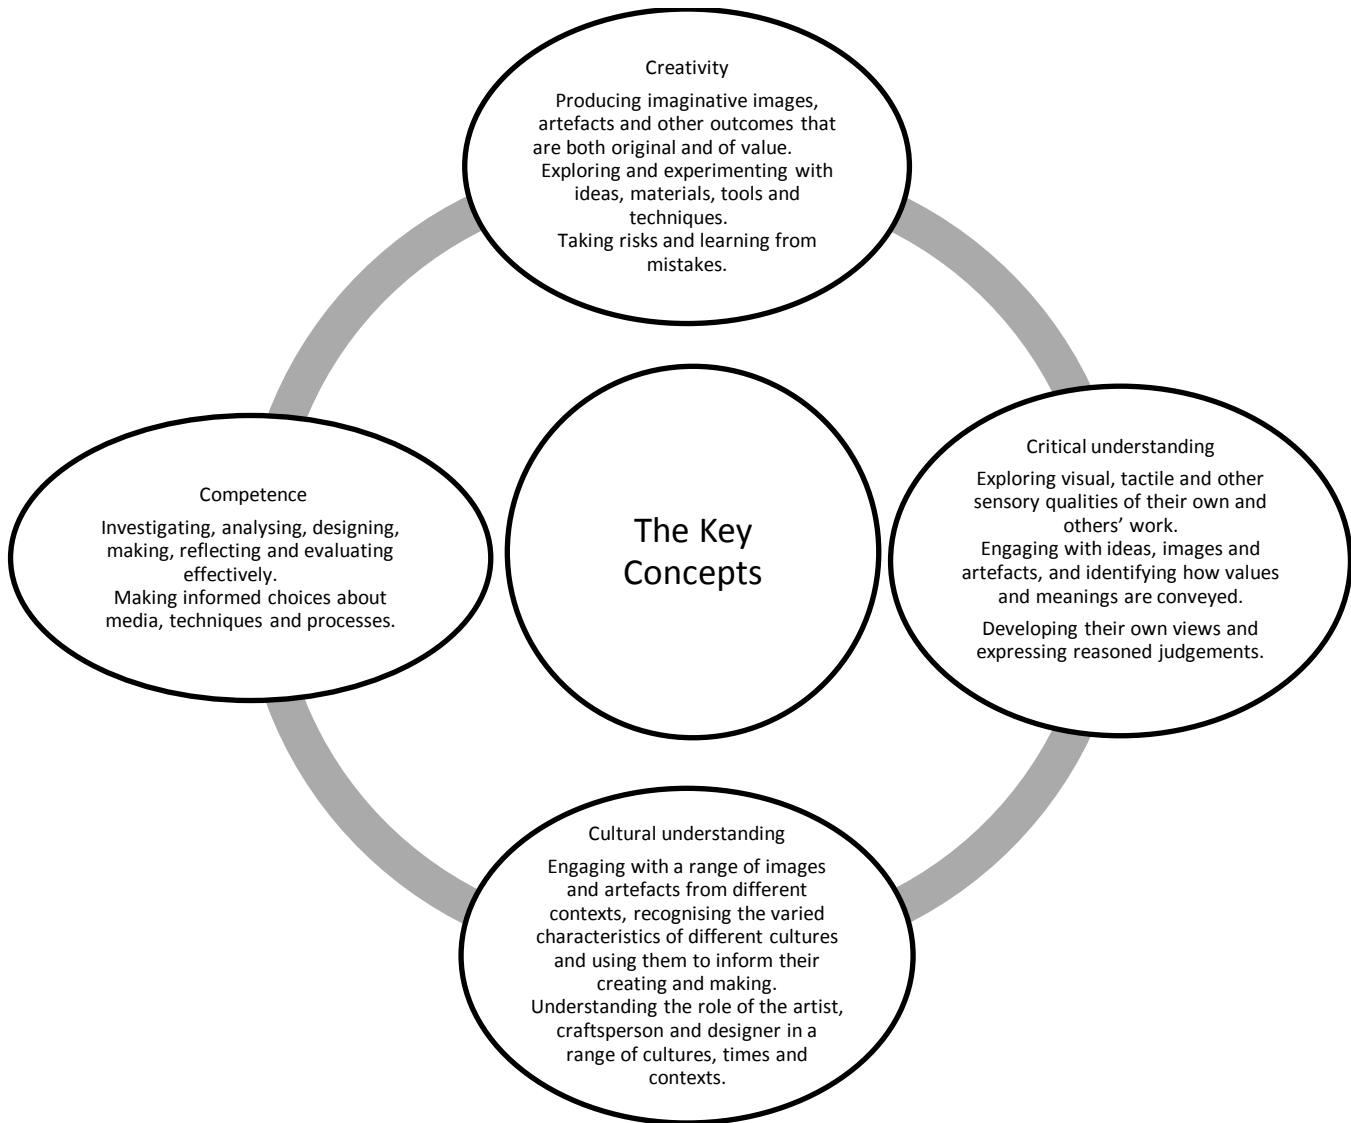 Creativity
Producing imaginative images,
artefacts and other outcomes that
are both original and of value.
Exploring and experimenting with
ideas, materials, tools and
techniques.
Taking risks and learning from
mistakes.
Critical understanding
Exploring visual, tactile and other
sensory qualities of their own and
others’ work.
Engaging with ideas, images and
artefacts, and identifying how values
and meanings are conveyed.
Developing their own views and
expressing reasoned judgements.
Competence
Investigating, analysing, designing,
making, reflecting and evaluating
effectively.
Making informed choices about
media, techniques and processes.
The Key
Concepts
Cultural understanding
Engaging with a range of images
and artefacts from different
contexts, recognising the varied
characteristics of different cultures
and using them to inform their
creating and making.
Understanding the role of the artist,
craftsperson and designer in a
range of cultures, times and
contexts.